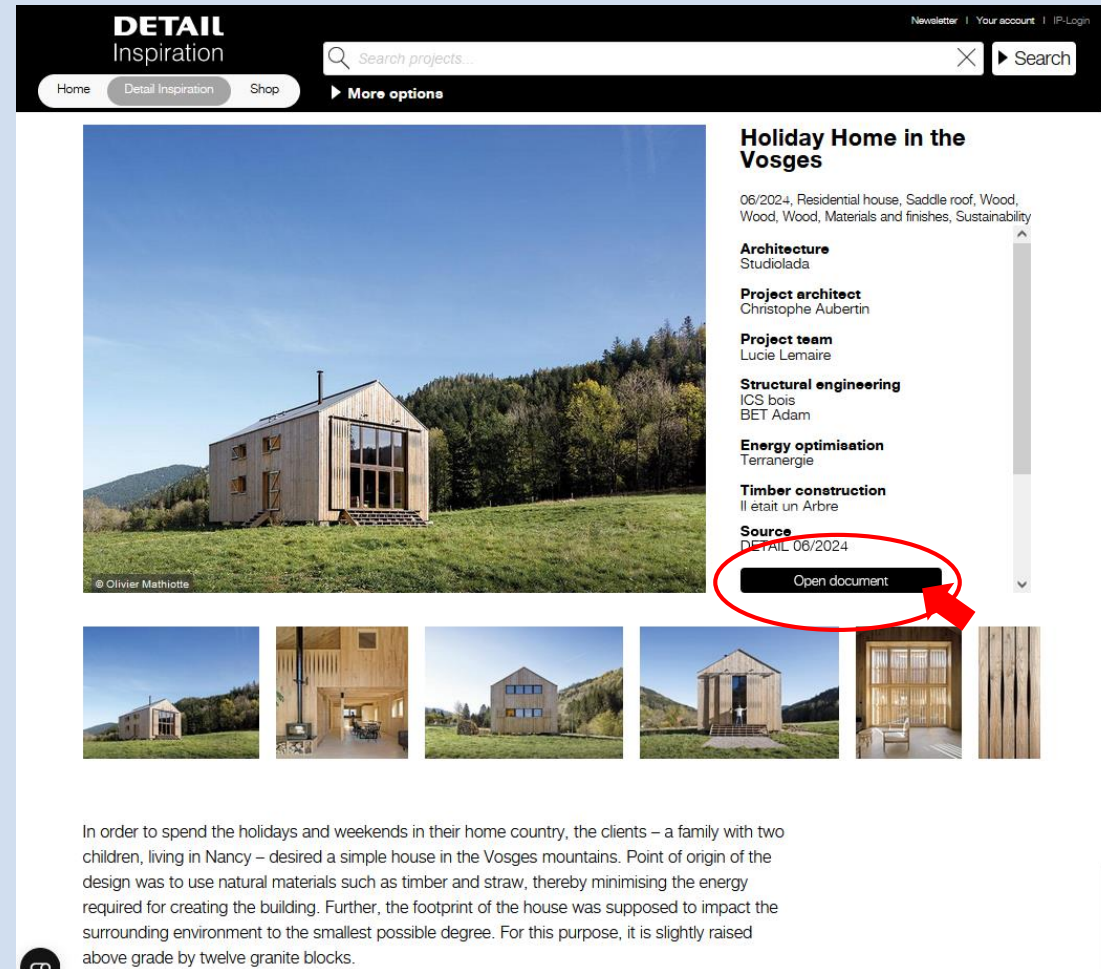 DETAIL
Inspiration
Newsletter | Your account | IP-Login
Search projects...
Search
Home
Detail Inspiration
Shop
More options
Holiday Home in the
Vosges
06/2024, Residential house, Saddle roof, Wood,
Wood, Wood, Materials and finishes, Sustainability
Architecture
Studiolada
Project architect
Christophe Aubertin
Project team
Lucie Lemaire
Structural engineering
ICS bois
BET Adam
Energy optimisation
Terranergie
Timber construction
Il était un Arbre
Source
DETAIL 06/2024
Open document
© Olivier Mathiotte
In order to spend the holidays and weekends in their home country, the clients – a family with two
children, living in Nancy – desired a simple house in the Vosges mountains. Point of origin of the
design was to use natural materials such as timber and straw, thereby minimising the energy
required for creating the building. Further, the footprint of the house was supposed to impact the
surrounding environment to the smallest possible degree. For this purpose, it is slightly raised
above grade by twelve granite blocks.